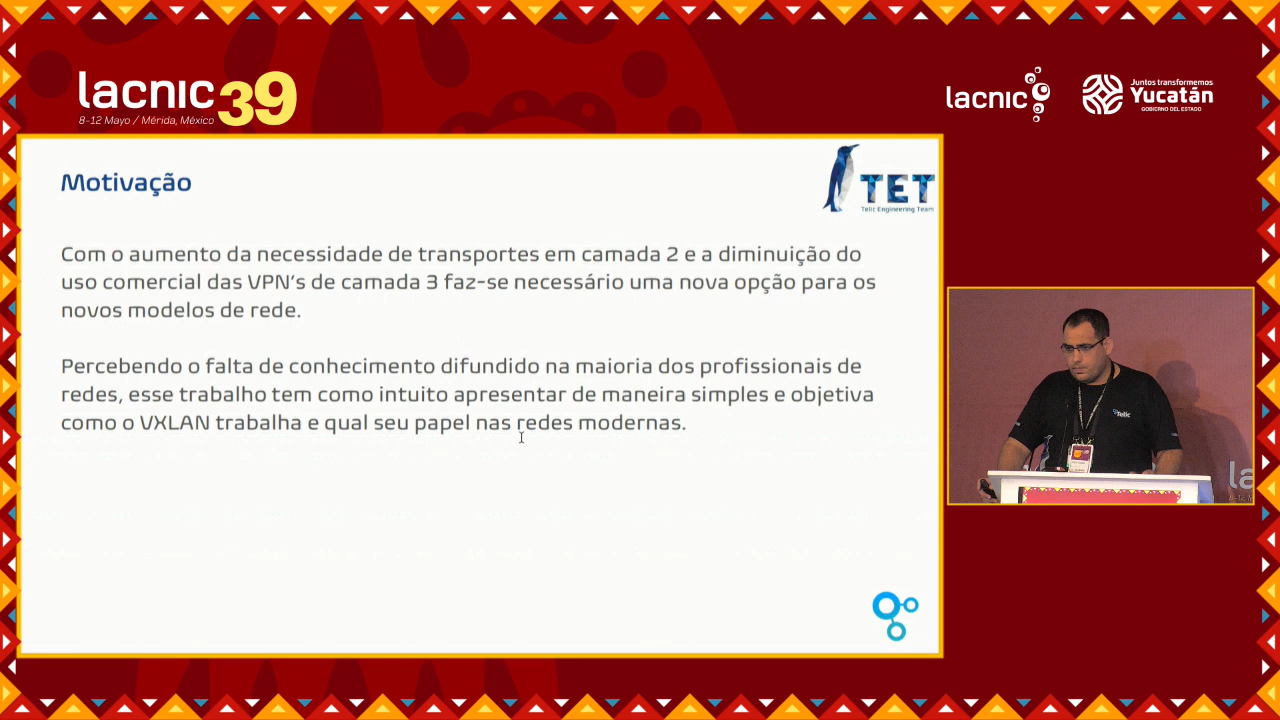 lacnic39
8-12 Mayo / Mérida, México
lacnic
Juntos transformemos
Yucatán
GOBIERNO DEL ESTADO
Motivação
TET
Telic Engineering Team
Com o aumento da necessidade de transportes em camada 2 e a diminuição do
uso comercial das VPN’s de camada 3 faz-se necessário uma nova opção para os
novos modelos de rede.
Percebendo o falta de conhecimento difundido na maioria dos profissionais de
redes, esse trabalho tem como intuito apresentar de maneira simples e objetiva
como o VXLAN trabalha e qual seu papel nas redes modernas.
Telic
la